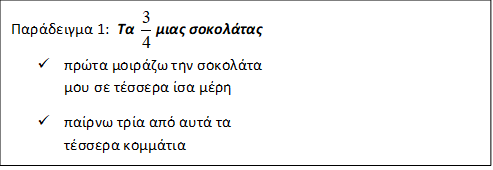 Παράδειγμα 1: Τα 3/4 μιας σοκολάτας
✓ πρώτα μοιράζω την σοκολάτα
μου σε τέσσερα ίσα μέρη
✓ παίρνω τρία από αυτά τα
τέσσερα κομμάτια